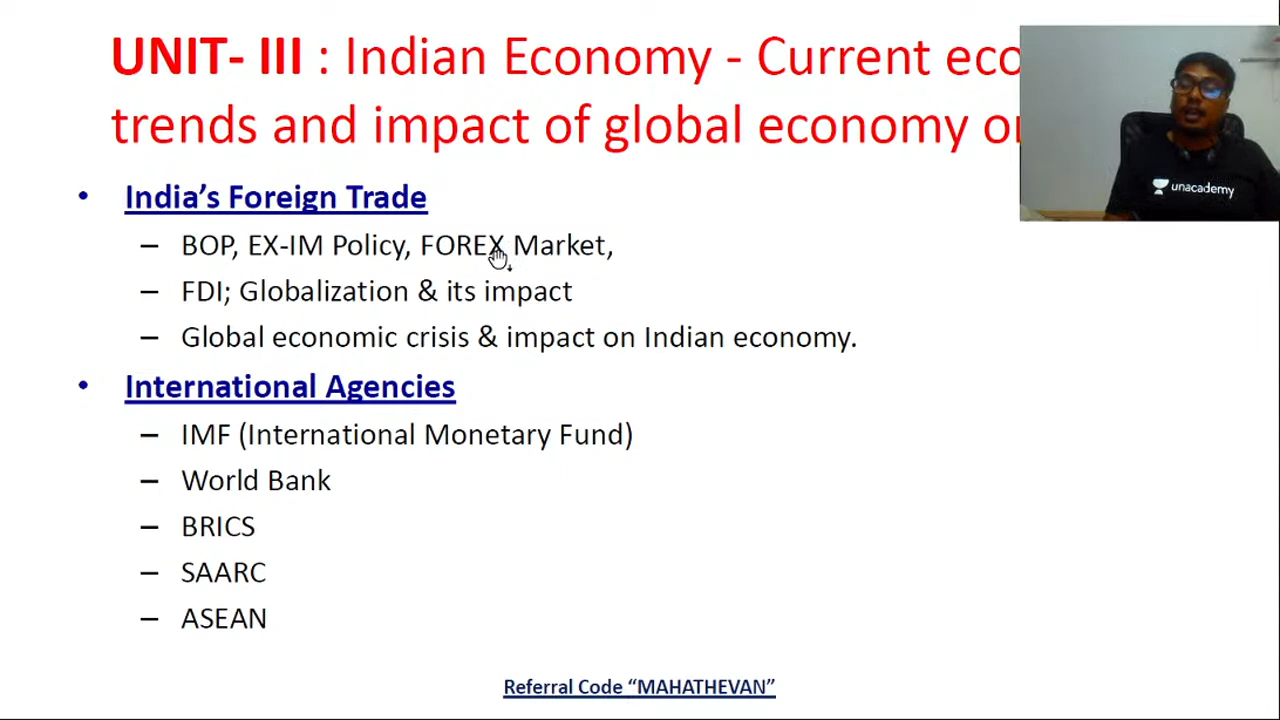 UNIT- III : Indian Economy - Current
trends and impact of global economy
• India’s Foreign Trade
– BOP, EX-IM Policy, FOREX Market,
– FDI; Globalization & its impact
– Global economic crisis & impact on Indian economy.
• International Agencies
– IMF (International Monetary Fund)
– World Bank
– BRICS
– SAARC
– ASEAN
Referral Code “MAHATHEVAN”
unacademy